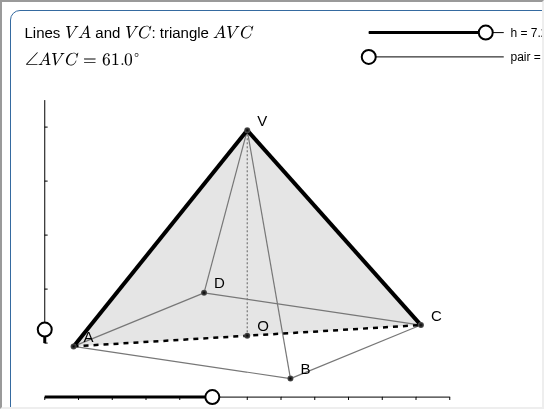 Lines VA and VC: triangle AVC
∠AVC = 61.0°
h = 7.
pair =
V
D
C
A
O
B